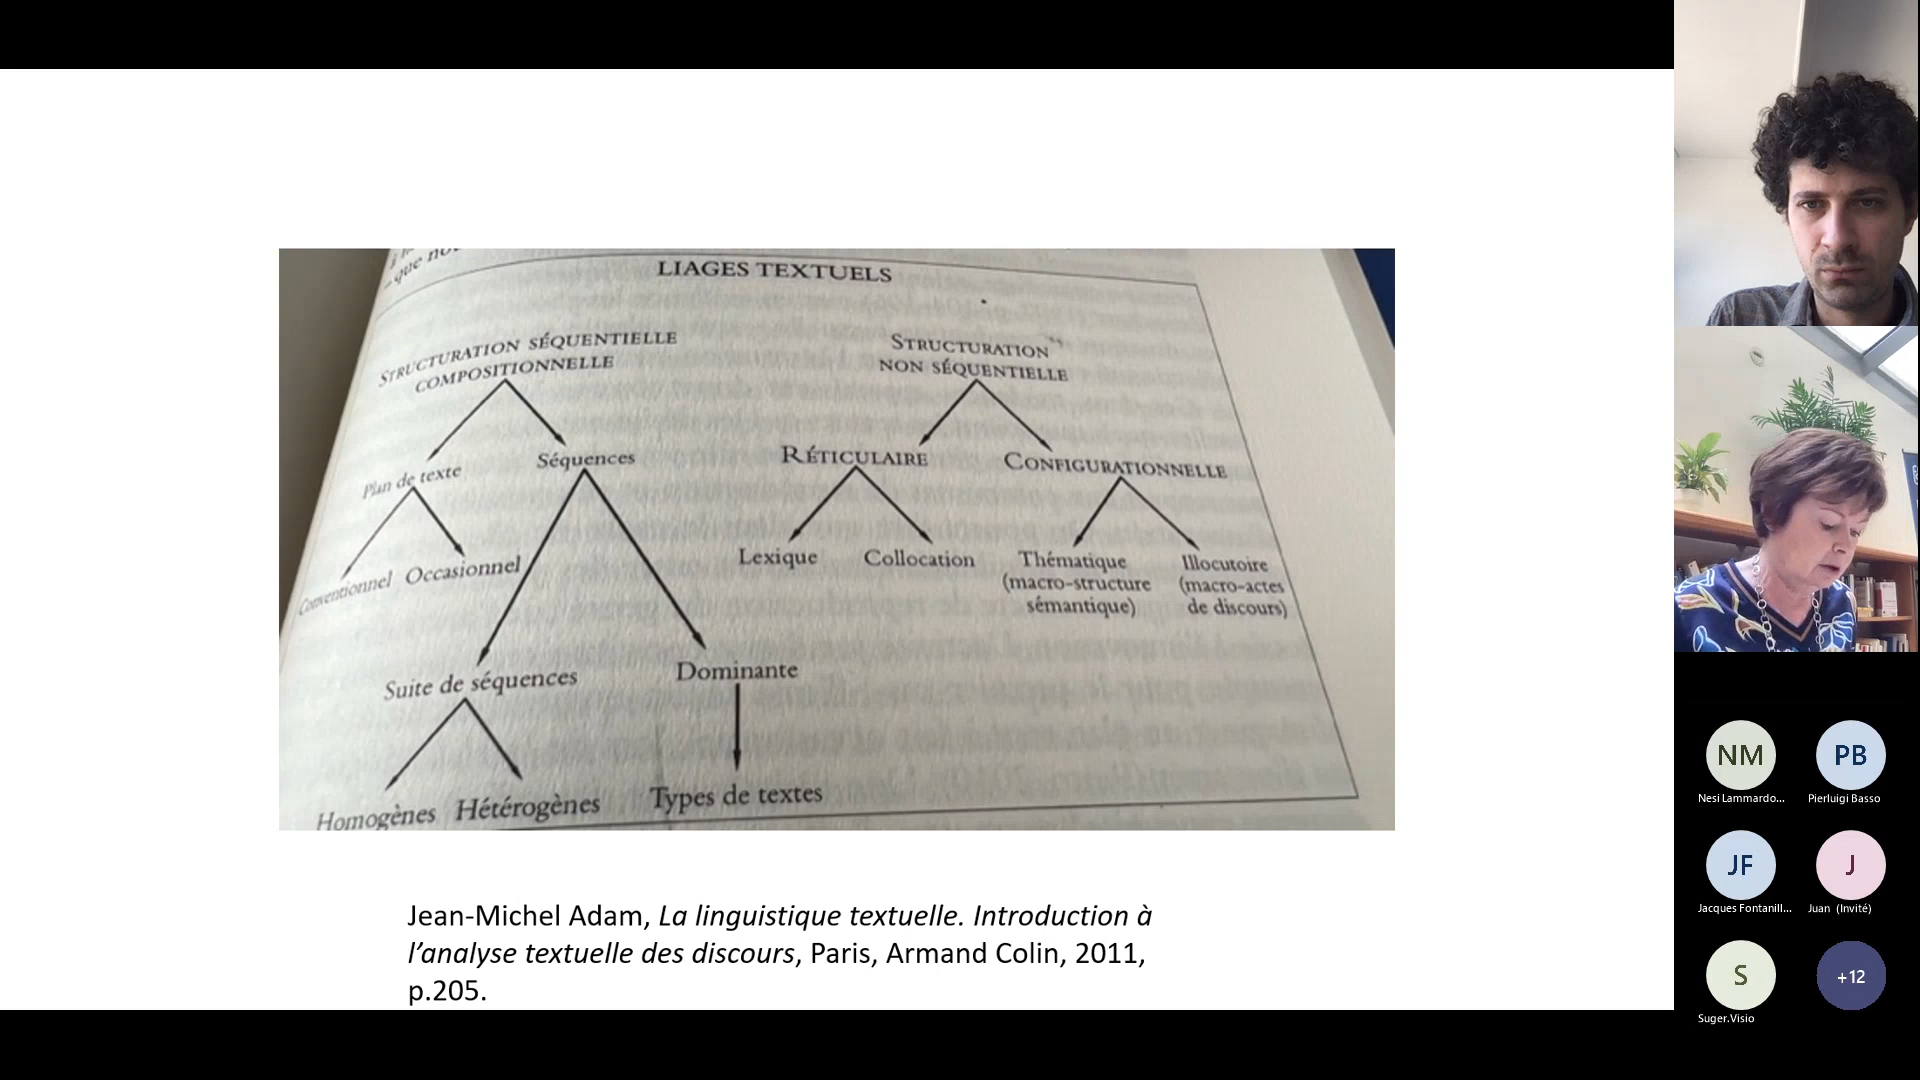 que no
LIAGES TEXTUELS
STRUCTURATION SÉQUENTIELLE
COMPOSITIONNELLE
STRUCTURATION
NON SÉQUENTIELLE
Plan de texte
Séquences
RÉTICULAIRE
CONFIGURATIONNELLE
Conventionnel
Occasionnel
Lexique
Collocation
Thématique
(macro-structure
sémantique)
Illocutoire
(macro-actes
de discours)
Suite de séquences
Dominante
Homogènes
Hétérogènes
Types de textes
Jean-Michel Adam, La linguistique textuelle. Introduction à
l’analyse textuelle des discours, Paris, Armand Colin, 2011,
p.205.
NM
Nesi Lammardo...
PB
Pierluigi Basso
JF
Jacques Fontanill...
J
Juan (Invité)
S
Suger.Visio
+12